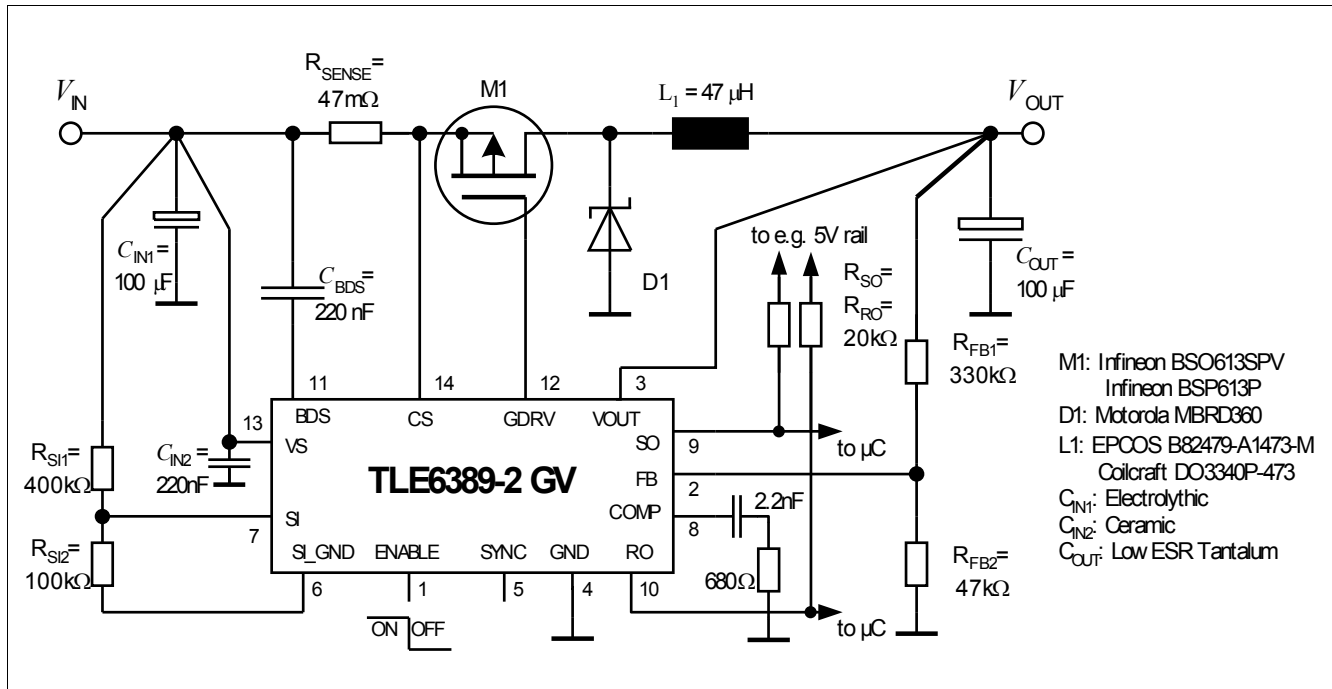 R_SENSE=
47mΩ
M1
L₁ = 47 µH
V_IN
V_OUT
C_IN1=
100 µF
C_BDS=
220 nF
D1
to e.g. 5V rail
R_SO=
R_RO=
20kΩ
C_OUT=
100 µF
R_FB1=
330kΩ
M1: Infineon BSO613SPV
Infineon BSP613P
D1: Motorola MBRD360
L1: EPCOS B82479-A1473-M
Coilcraft DO3340P-473
C_IN1: Electrolythic
C_IN2: Ceramic
C_OUT: Low ESR Tantalum
11
14
12
3
13
BDS
CS
GDRV
VOUT
VS
SO
9
to µC
R_SI1=
400kΩ
C_IN2=
220nF
TLE6389-2 GV
FB
2
2.2nF
COMP
8
SI
7
R_SI2=
100kΩ
SI_GND
ENABLE
SYNC
GND
RO
6
1
5
4
10
680Ω
R_FB2=
47kΩ
ON
OFF
to µC